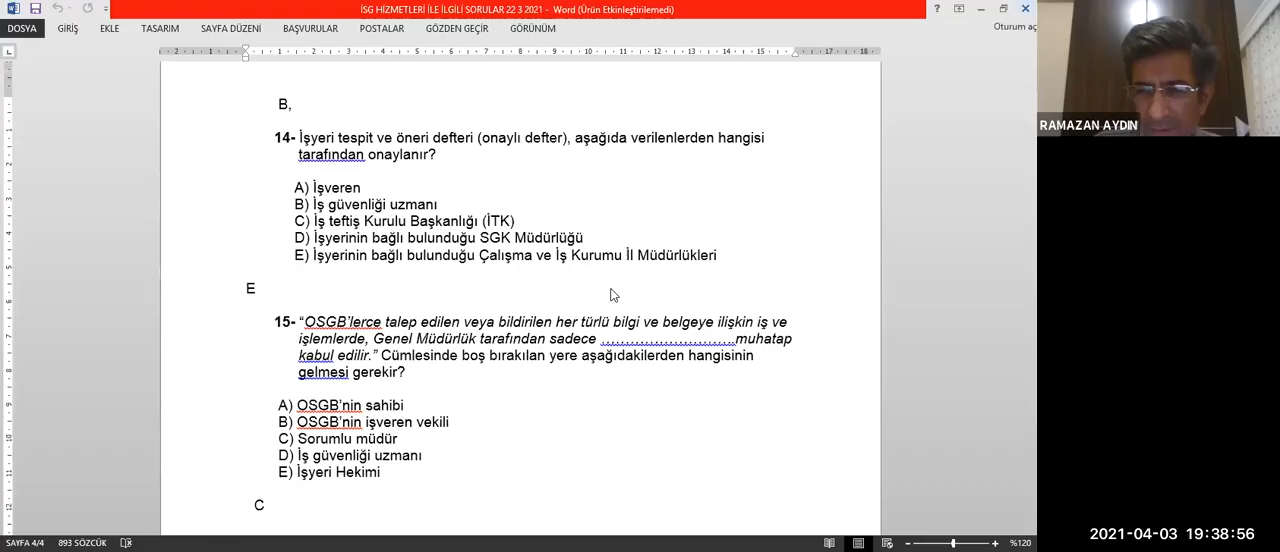 İSG HİZMETLERİ İLE İLGİLİ SORULAR 22 3 2021 - Word (Ürün Etkinleştirilemedi)
DOSYA GİRİŞ EKLE TASARIM SAYFA DÜZENİ BAŞVURULAR POSTALAR GÖZDEN GEÇİR GÖRÜNÜM Oturum aç
B,
14- İşyeri tespit ve öneri defteri (onaylı defter), aşağıda verilenlerden hangisi
tarafından onaylanır?
A) İşveren
B) İş güvenliği uzmanı
C) İş teftiş Kurulu Başkanlığı (İTK)
D) İşyerinin bağlı bulunduğu SGK Müdürlüğü
E) İşyerinin bağlı bulunduğu Çalışma ve İş Kurumu İl Müdürlükleri
E
15- “OSGB’lerce talep edilen veya bildirilen her türlü bilgi ve belgeye ilişkin iş ve
işlemlerde, Genel Müdürlük tarafından sadece ………………………muhatap
kabul edilir.” Cümlesinde boş bırakılan yere aşağıdakilerden hangisinin
gelmesi gerekir?
A) OSGB’nin sahibi
B) OSGB’nin işveren vekili
C) Sorumlu müdür
D) İş güvenliği uzmanı
E) İşyeri Hekimi
C
SAYFA 4/4 893 SÖZCÜK %120
RAMAZAN AYDIN
2021-04-03 19:38:56